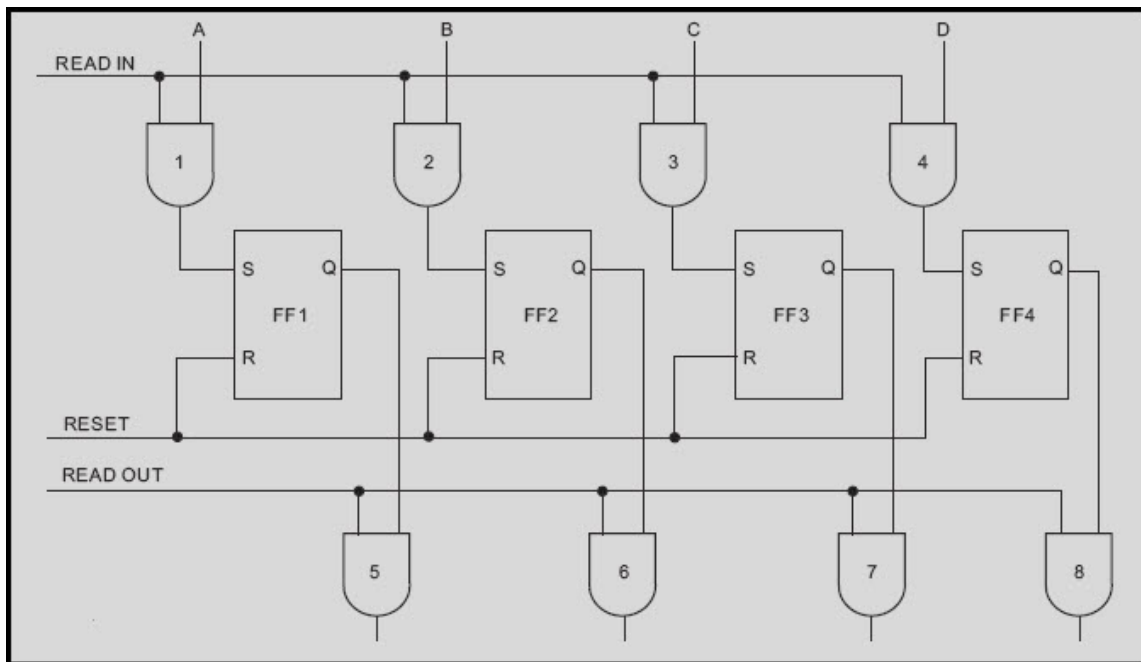 A B C D
READ IN
1 2 3 4
S Q S Q S Q S Q
FF1 FF2 FF3 FF4
R R R R
RESET
READ OUT
5 6 7 8